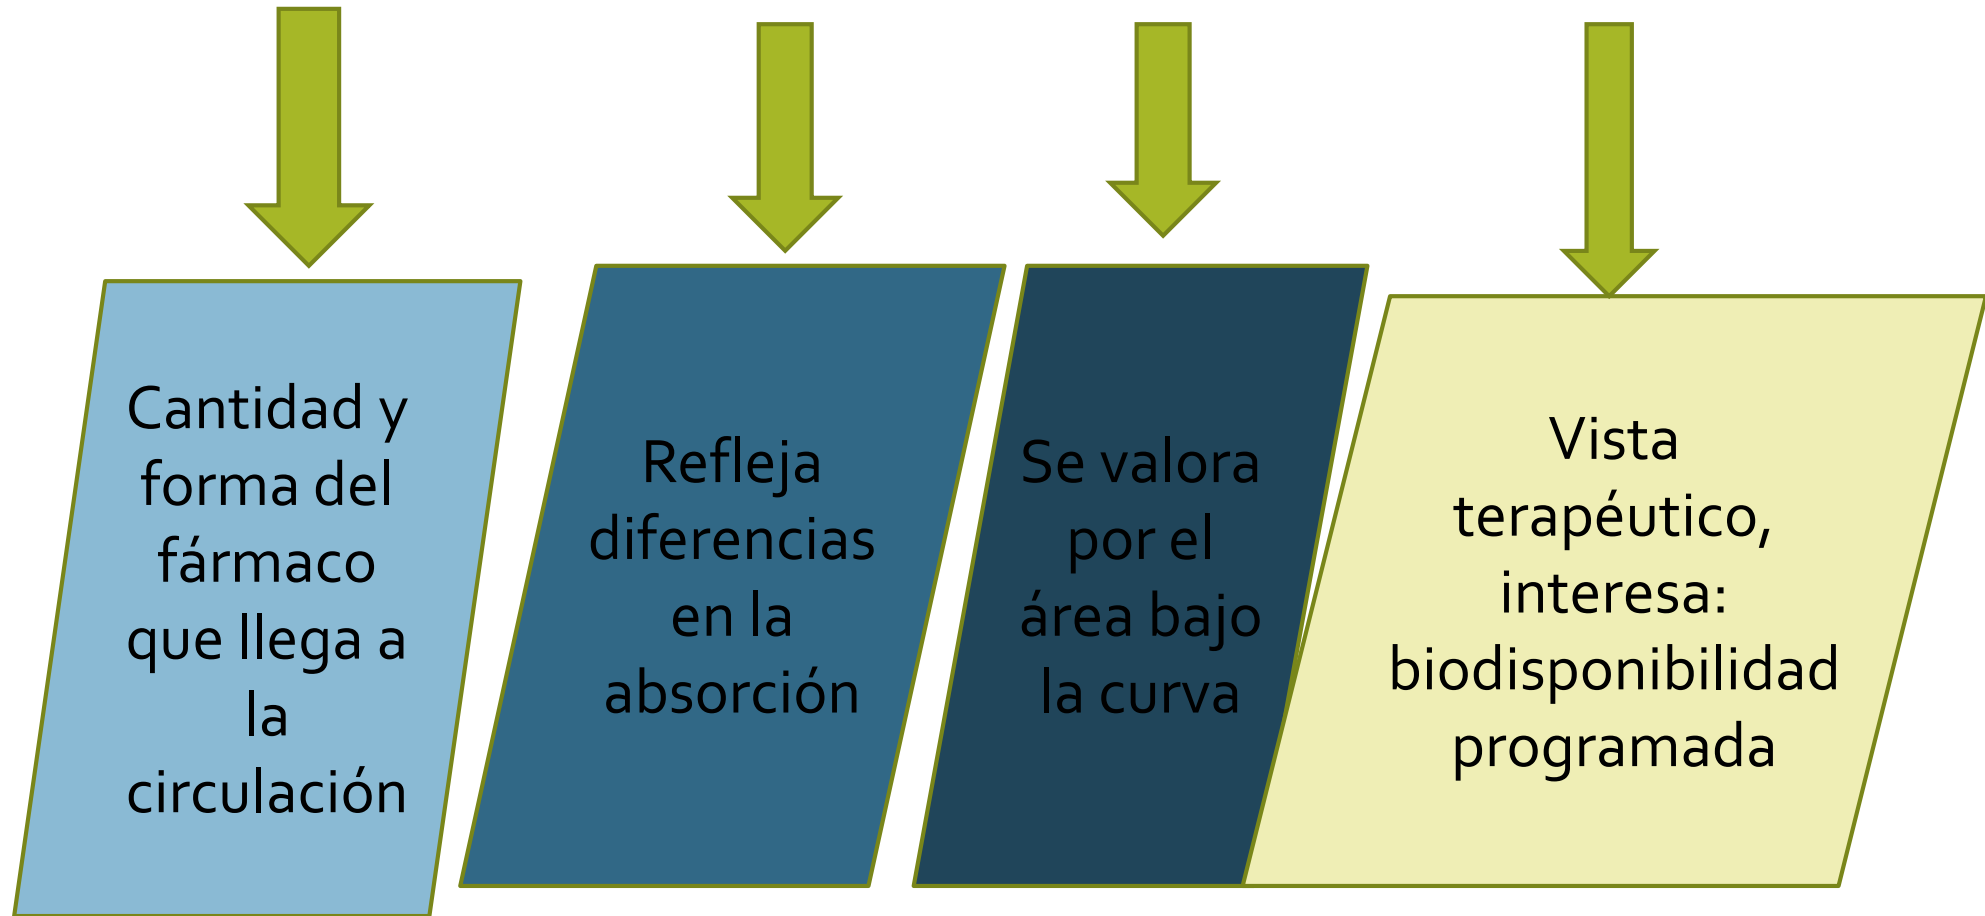 Cantidad y
forma del
fármaco
que llega a
la
circulación
Refleja
diferencias
en la
absorción
Se valora
por el
área bajo
la curva
Vista
terapéutico,
interesa:
biodisponibilidad
programada